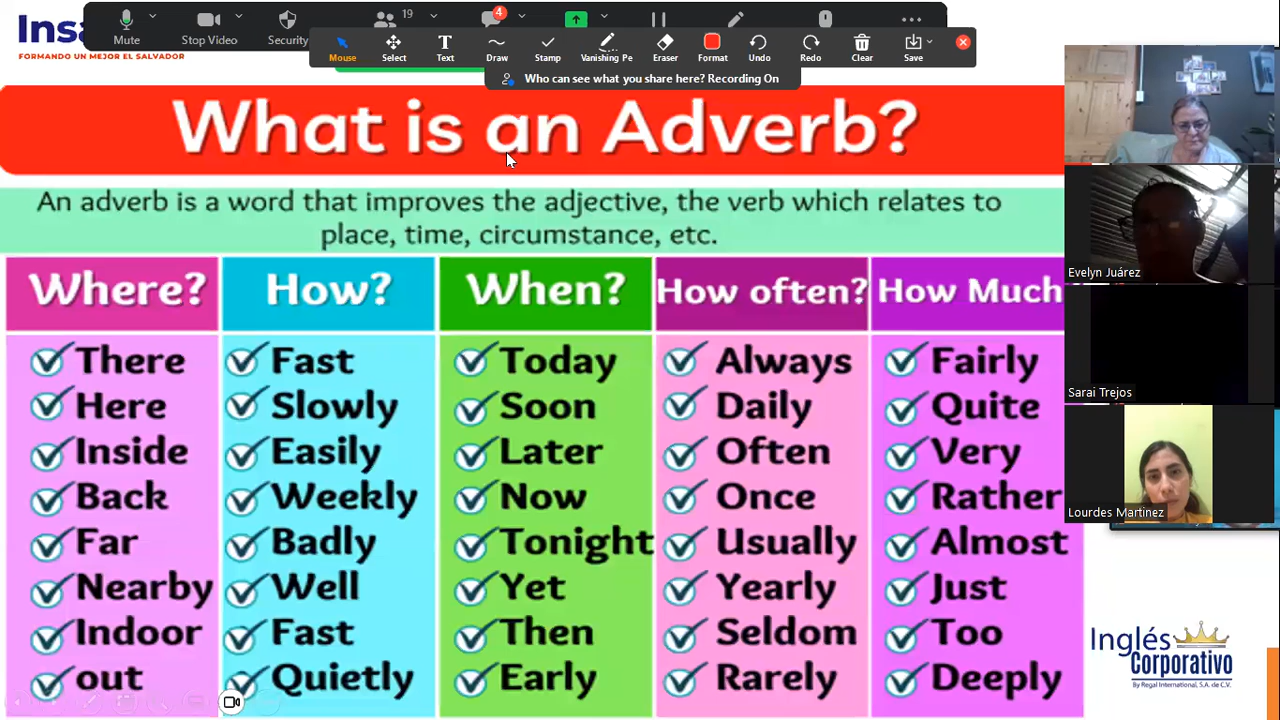 Insa
FORMANDO UN MEJOR EL SALVADOR
19
4
Mute
Stop Video
Security
Mouse
Select
Text
Draw
Stamp
Vanishing Pe
Eraser
Format
Undo
Redo
Clear
Save
Who can see what you share here? Recording On
What is an Adverb?
An adverb is a word that improves the adjective, the verb which relates to
place, time, circumstance, etc.
Where?
There
Here
Inside
Back
Far
Nearby
Indoor
out
How?
Fast
Slowly
Easily
Weekly
Badly
Well
Fast
Quietly
When?
Today
Soon
Later
Now
Tonight
Yet
Then
Early
How often?
Always
Daily
Often
Once
Usually
Yearly
Seldom
Rarely
How Much
Fairly
Quite
Very
Rather
Almost
Just
Too
Deeply
Evelyn Juárez
Sarai Trejos
Lourdes Martinez
Inglés
Corporativo
By Regal International, S.A. de C.V.